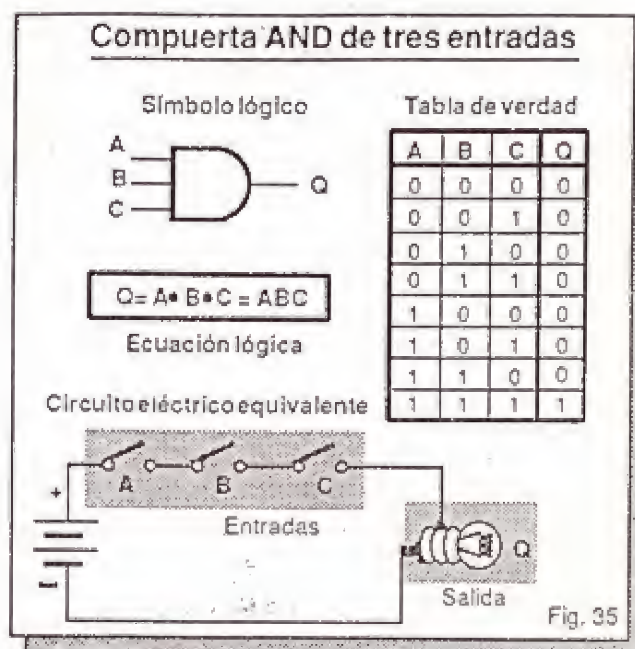 Compuerta AND de tres entradas
Símbolo lógico
A
B
C
Q
Q= A• B•C = ABC
Ecuación lógica
Tabla de verdad
A B C Q
0 0 0 0
0 0 1 0
0 1 0 0
0 1 1 0
1 0 0 0
1 0 1 0
1 1 0 0
1 1 1 1
Circuito eléctrico equivalente
+
A B C
Entradas
−
Q
Salida
Fig. 35